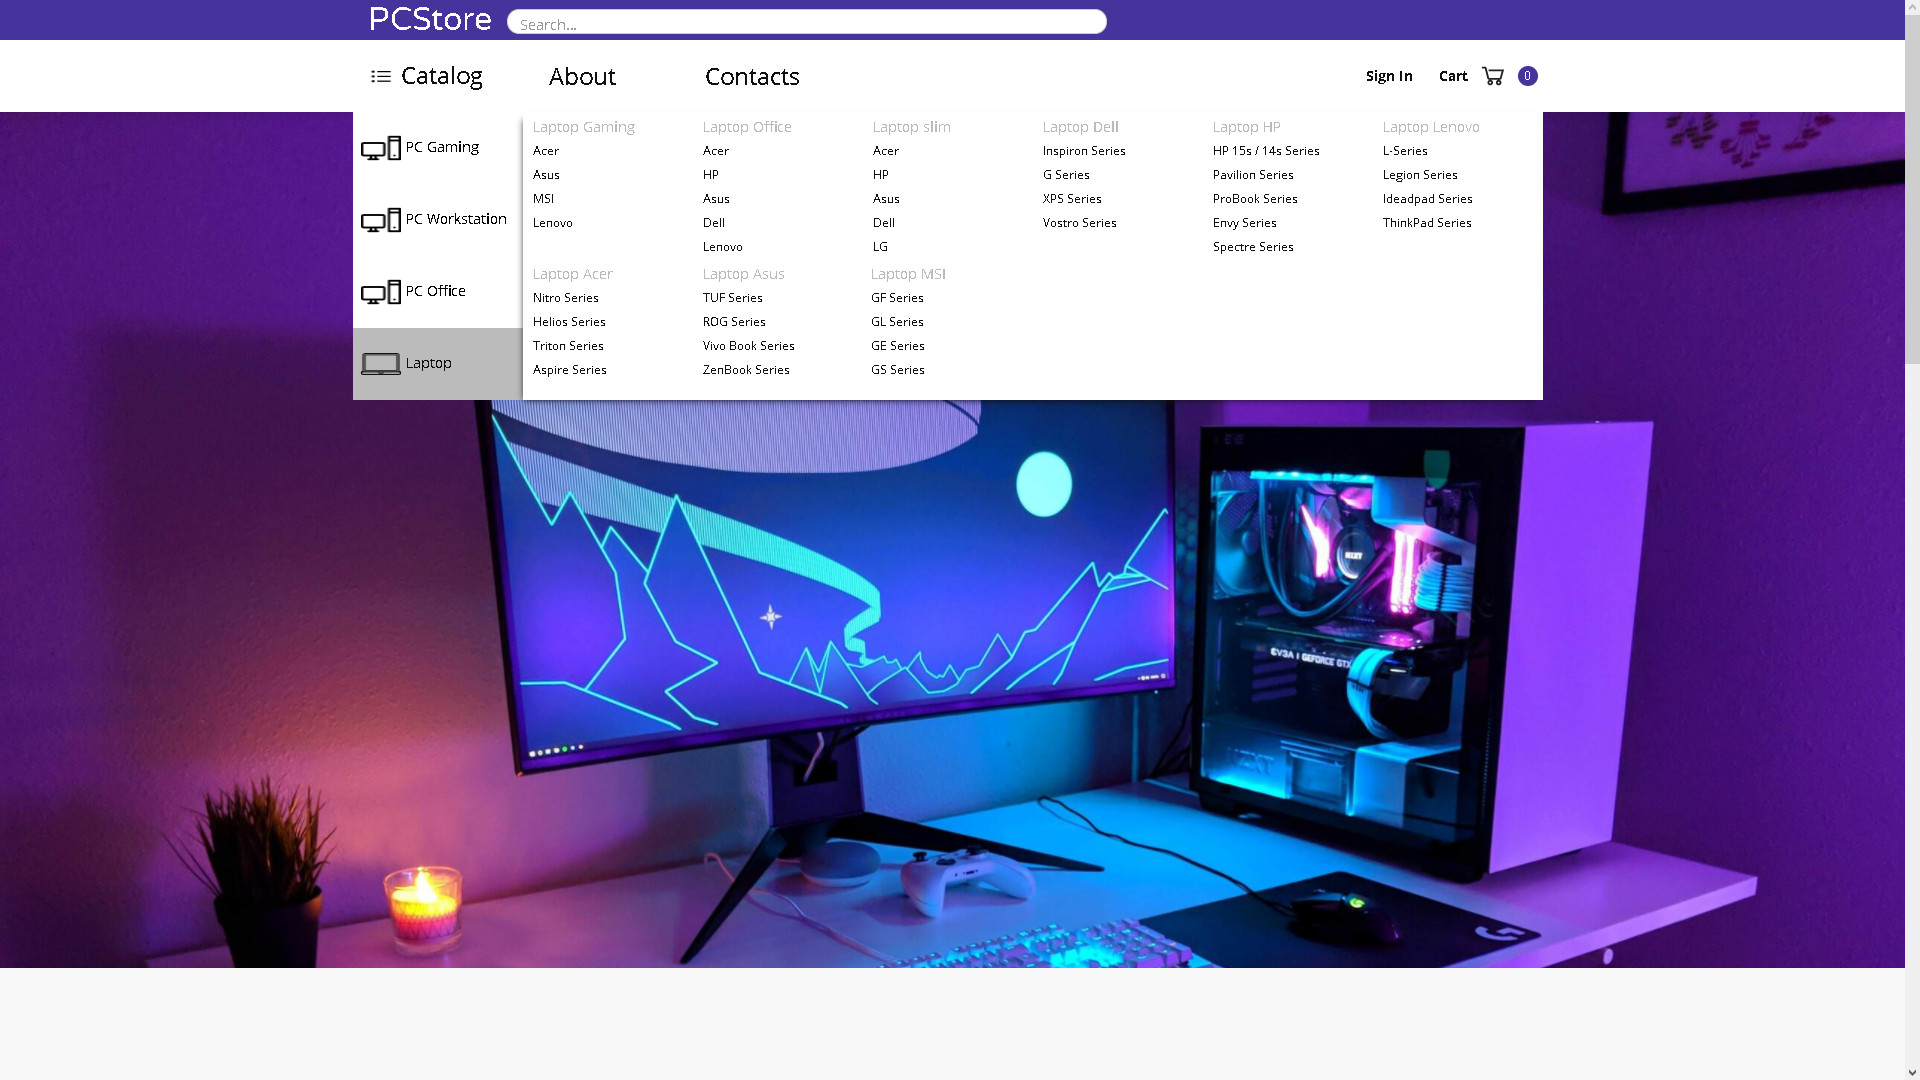 PCStore
Search...
Catalog
About
Contacts
Sign In
Cart
0
PC Gaming
PC Workstation
PC Office
Laptop
Laptop Gaming
Acer
Asus
MSI
Lenovo
Laptop Office
Acer
HP
Asus
Dell
Lenovo
Laptop slim
Acer
HP
Asus
Dell
LG
Laptop Dell
Inspiron Series
G Series
XPS Series
Vostro Series
Laptop HP
HP 15s / 14s Series
Pavilion Series
ProBook Series
Envy Series
Spectre Series
Laptop Lenovo
L-Series
Legion Series
Ideadpad Series
ThinkPad Series
Laptop Acer
Nitro Series
Helios Series
Triton Series
Aspire Series
Laptop Asus
TUF Series
ROG Series
Vivo Book Series
ZenBook Series
Laptop MSI
GF Series
GL Series
GE Series
GS Series
NZXT
EVGA | GEFORCE GTX
NZXT